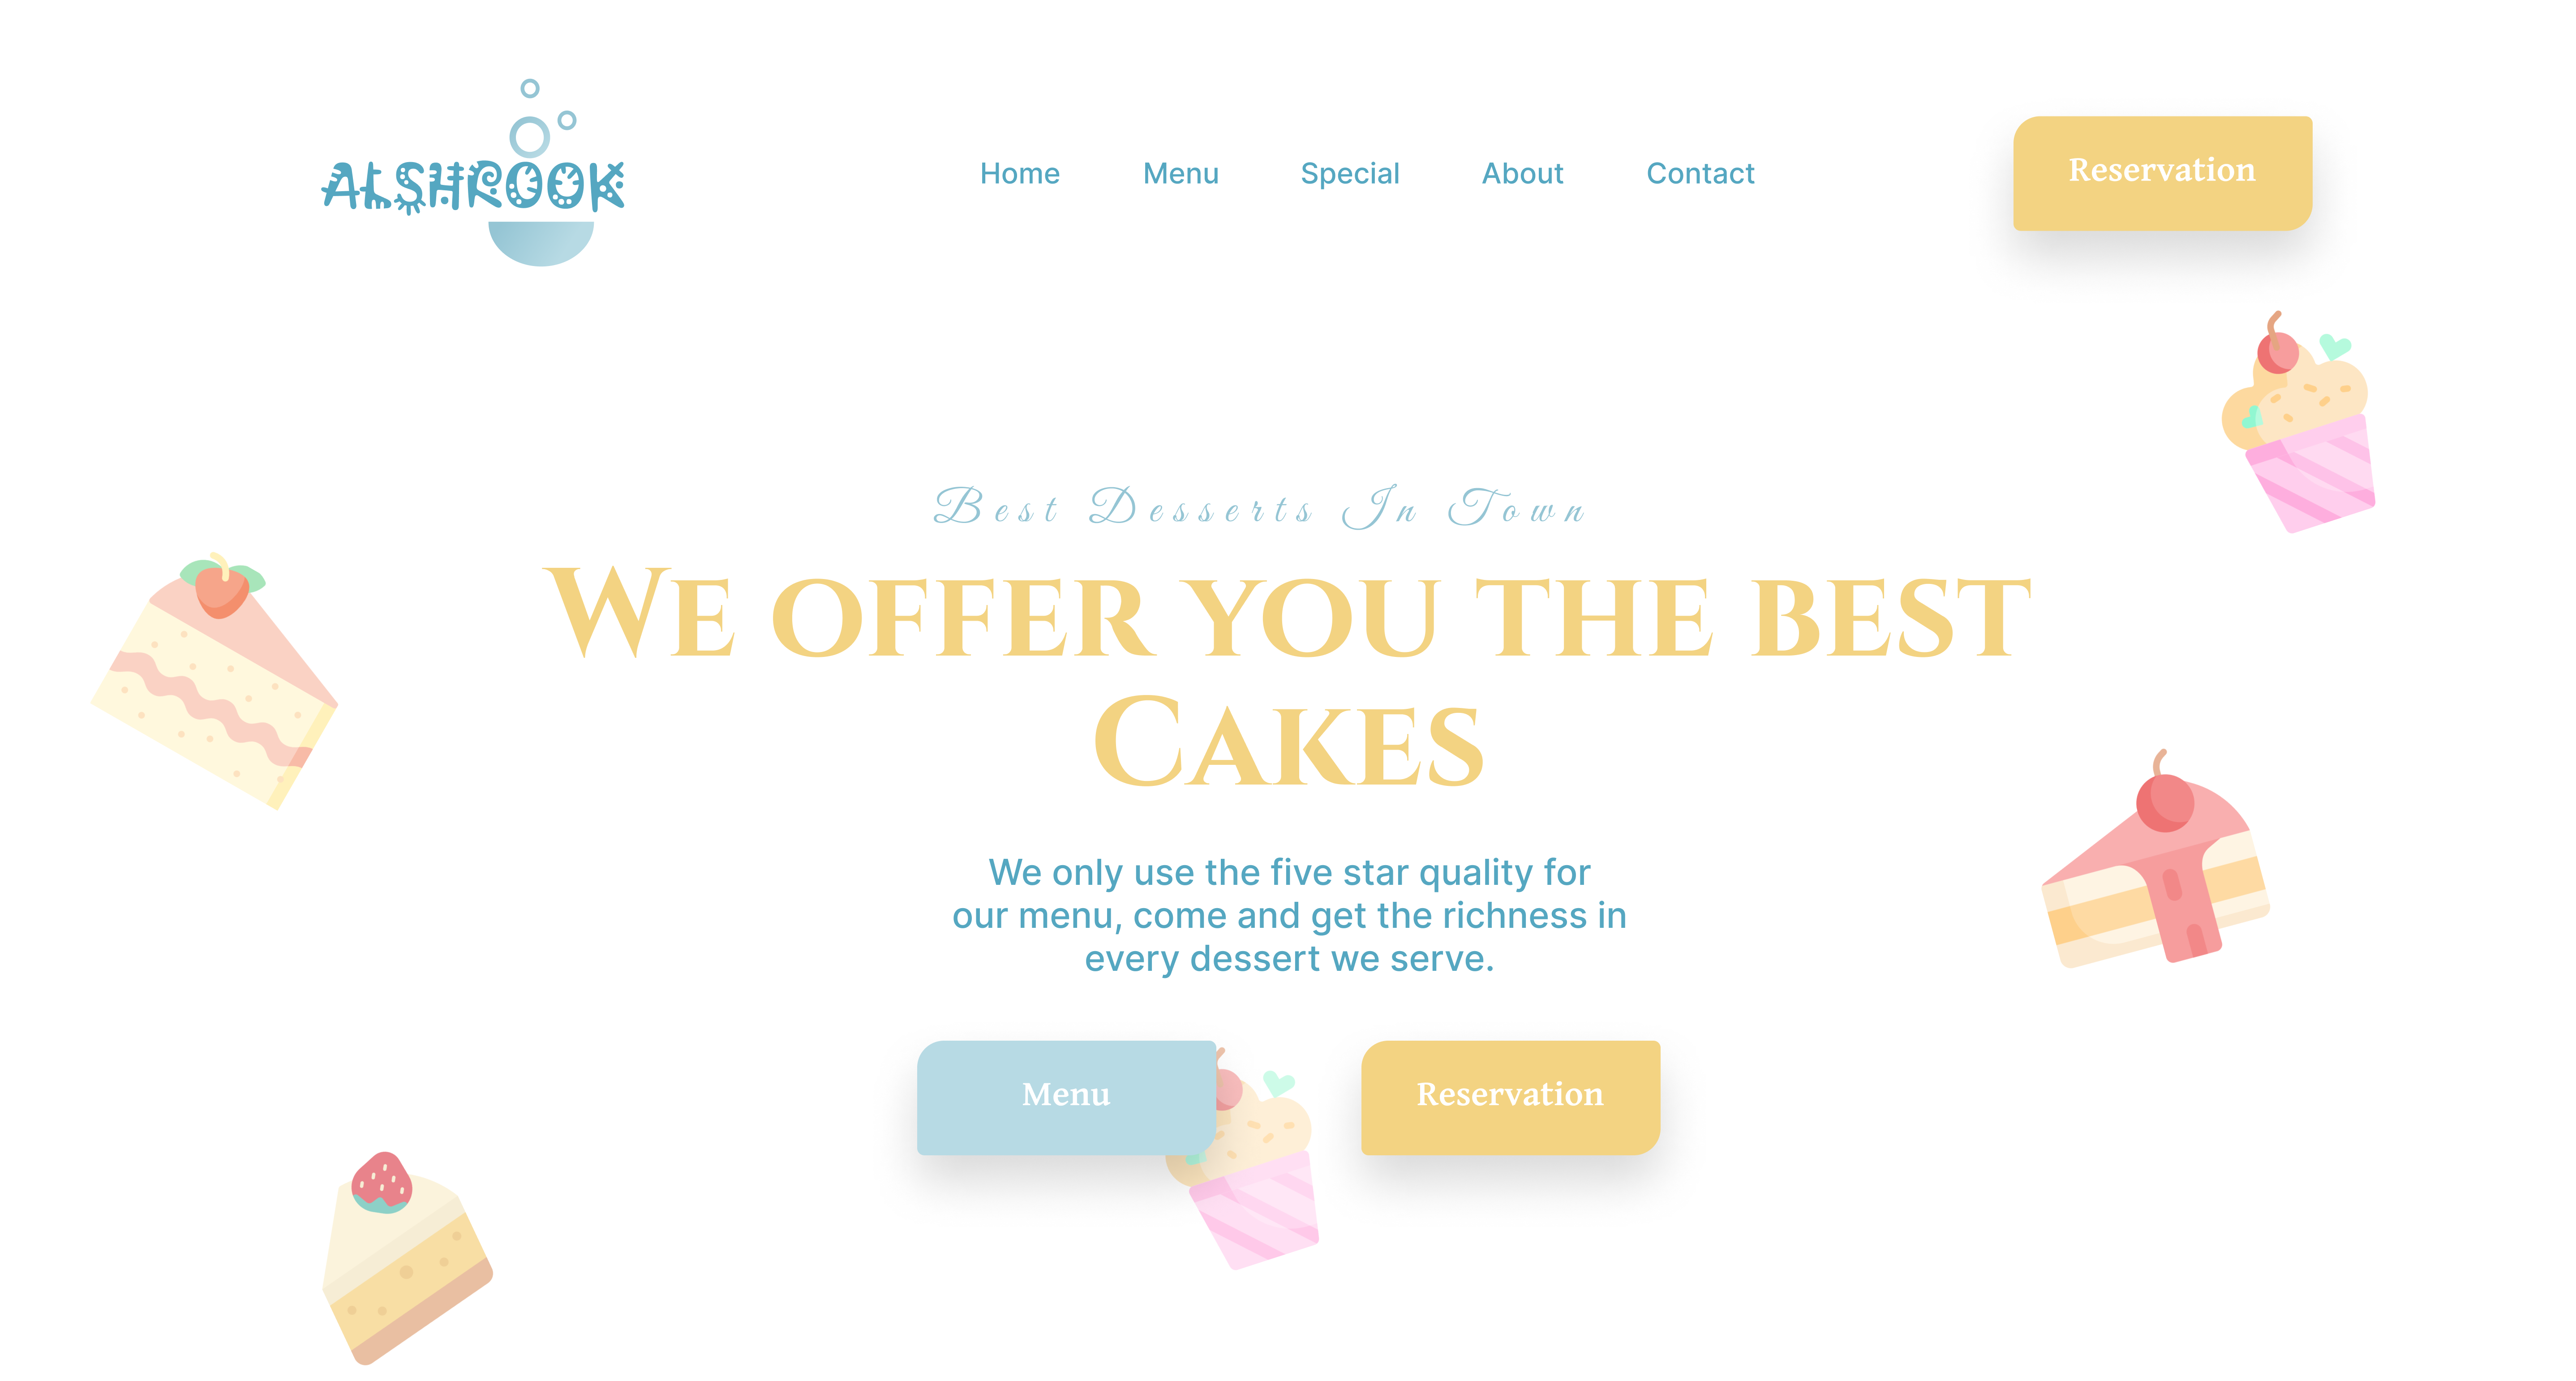 ALSHROOK
Home Menu Special About Contact
Reservation
Best Desserts In Town
We offer you the best
Cakes
We only use the five star quality for
our menu, come and get the richness in
every dessert we serve.
Menu
Reservation